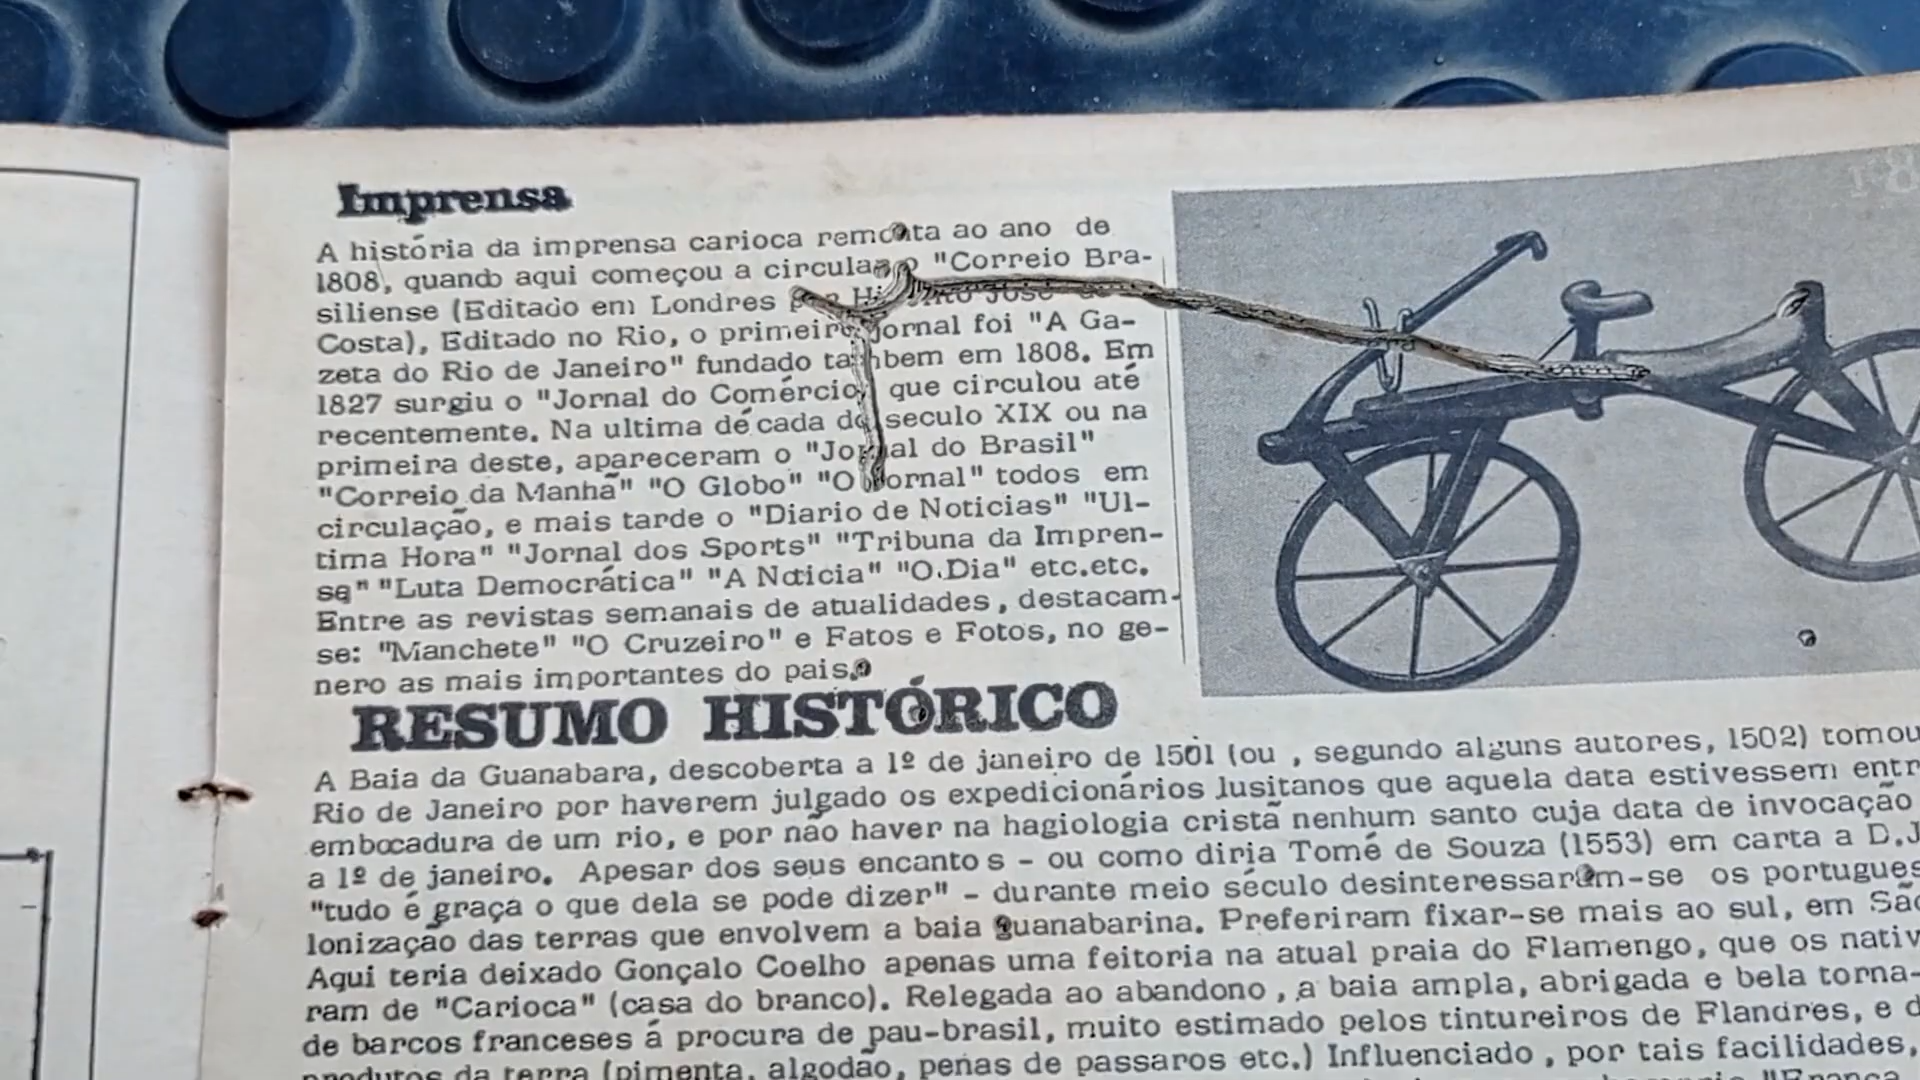 Imprensa
A história da imprensa carioca remonta ao ano de
1808, quando aqui começou a circular o "Correio Bra-
siliense (Editado em Londres José
Costa), Editado no Rio, o primeiro jornal foi "A Ga-
zeta do Rio de Janeiro" fundado tambem em 1808. Em
1827 surgiu o "Jornal do Comércio que circulou até
recentemente. Na ultima década do seculo XIX ou na
primeira deste, apareceram o "Jornal do Brasil"
"Correio da Manhã" "O Globo" "O Jornal" todos em
circulação, e mais tarde o "Diario de Noticias" "Ul-
tima Hora" "Jornal dos Sports" "Tribuna da Impren-
sa" "Luta Democrática" "A Noticia" "O.Dia" etc.etc.
Entre as revistas semanais de atualidades, destacam-
se: "Manchete" "O Cruzeiro" e Fatos e Fotos, no ge-
nero as mais importantes do pais.
RESUMO HISTÓRICO
A Baia da Guanabara, descoberta a 1º de janeiro de 1501 (ou , segundo alguns autores, 1502) tomou
Rio de Janeiro por haverem julgado os expedicionários lusitanos que aquela data estivessem entr
embocadura de um rio, e por não haver na hagiologia cristã nenhum santo cuja data de invocação
a 1º de janeiro. Apesar dos seus encantos - ou como diria Tomé de Souza (1553) em carta a D.J
"tudo é graça o que dela se pode dizer" - durante meio século desinteressaram-se os portugues
lonização das terras que envolvem a baia guanabarina. Preferiram fixar-se mais ao sul, em São
Aqui teria deixado Gonçalo Coelho apenas uma feitoria na atual praia do Flamengo, que os nativ
ram de "Carioca" (casa do branco). Relegada ao abandono , a baia ampla, abrigada e bela torna-
de barcos franceses á procura de pau-brasil, muito estimado pelos tintureiros de Flandres, e d
produtos da terra (pimenta, algodão, penas de passaros etc.) Influenciado , por tais facilidades,